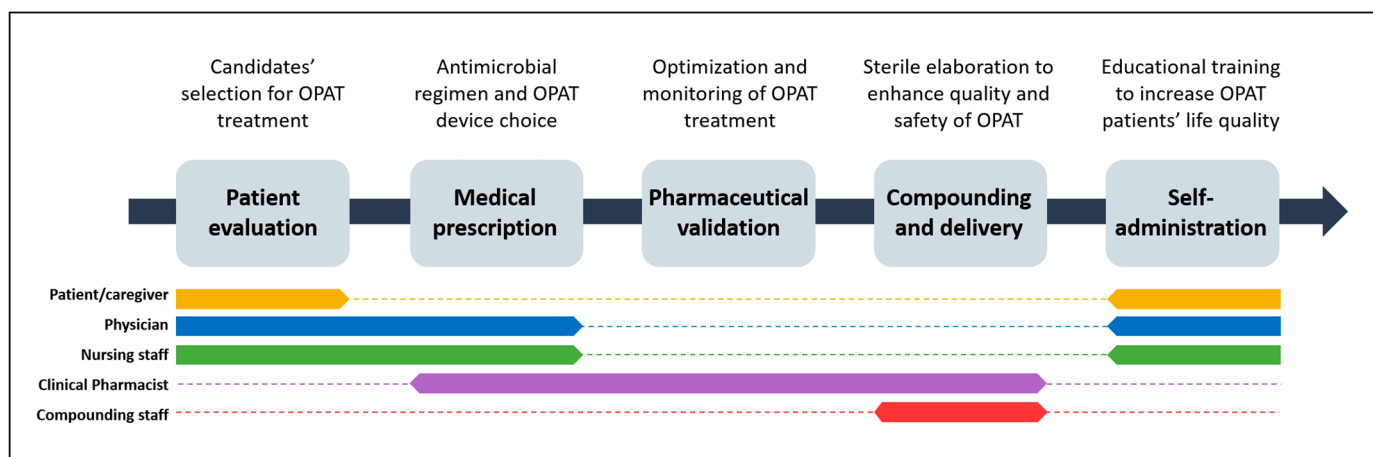 Candidates’
selection for OPAT
treatment
Antimicrobial
regimen and OPAT
device choice
Optimization and
monitoring of OPAT
treatment
Sterile elaboration to
enhance quality and
safety of OPAT
Educational training
to increase OPAT
patients’ life quality
Patient
evaluation
Medical
prescription
Pharmaceutical
validation
Compounding
and delivery
Self-
administration
Patient/caregiver
Physician
Nursing staff
Clinical Pharmacist
Compounding staff